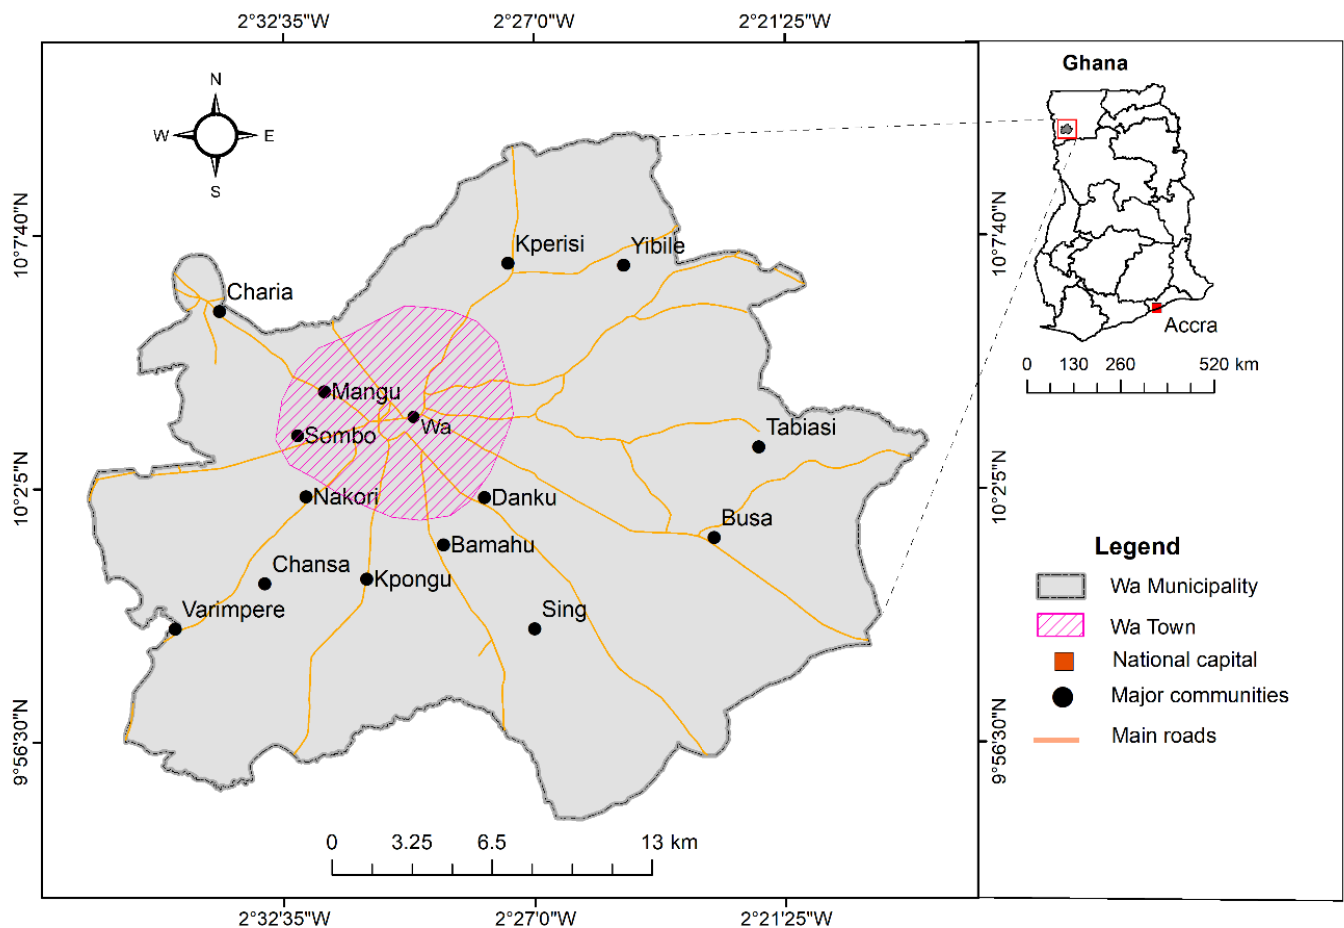 2°32'35"W
2°27'0"W
2°21'25"W
N
W
E
S
Ghana
10°7'40"N
10°7'40"N
Kperisi
Yibile
Charia
Accra
0
130
260
520 km
Mangu
Wa
Sombo
Tabiasi
10°2'5"N
10°2'5"N
Nakori
Danku
Busa
Bamahu
Legend
Chansa
Kpongu
Wa Municipality
Varimpere
Sing
Wa Town
National capital
Major communities
Main roads
9°56'30"N
9°56'30"N
0
3.25
6.5
13 km
2°32'35"W
2°27'0"W
2°21'25"W